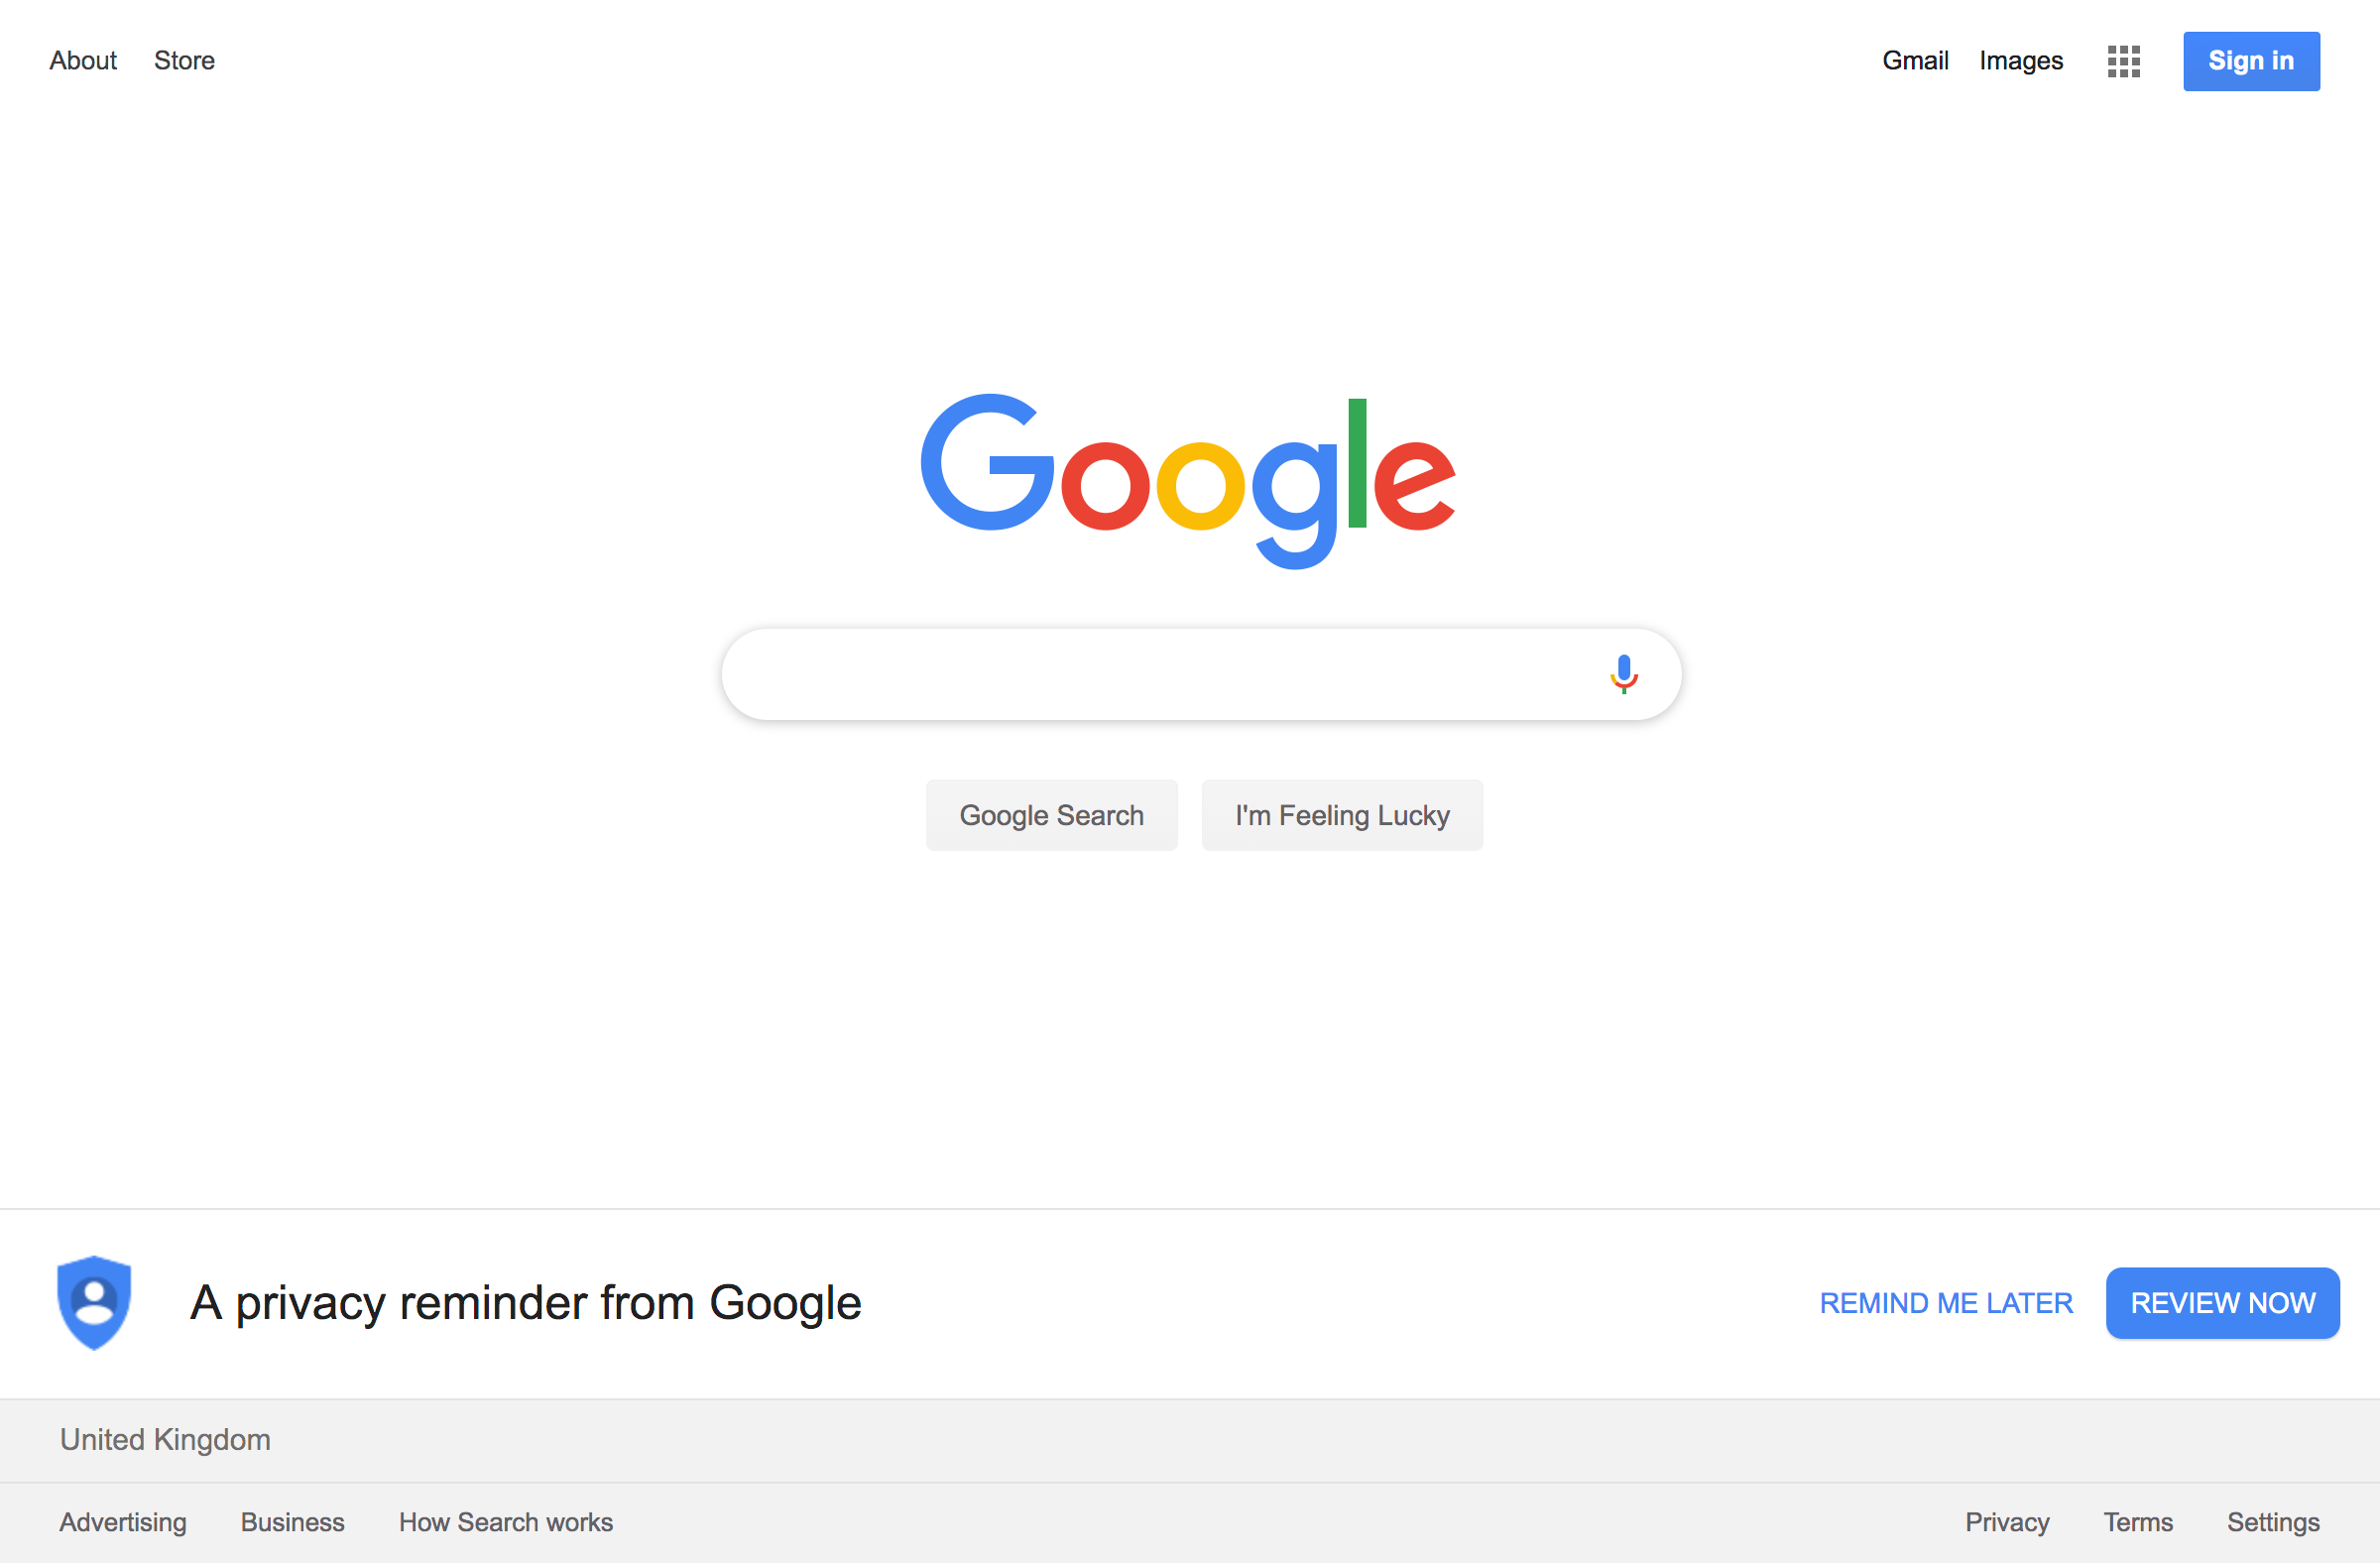 About Store Gmail Images Sign in
Google
Google Search I'm Feeling Lucky
A privacy reminder from Google REMIND ME LATER REVIEW NOW
United Kingdom
Advertising Business How Search works Privacy Terms Settings